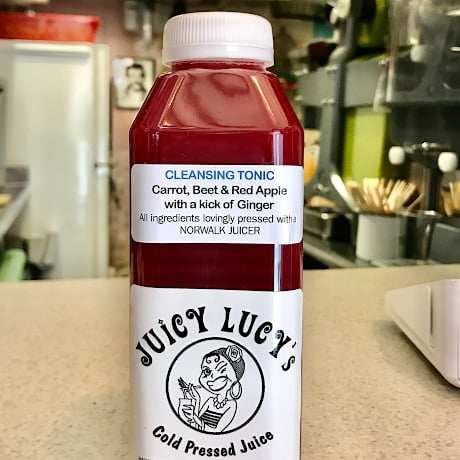 CLEANSING TONIC
Carrot, Beet & Red Apple
with a kick of Ginger
All ingredients lovingly pressed with a
NORWALK JUICER
JUiCY LUCY's
Cold Pressed Juice